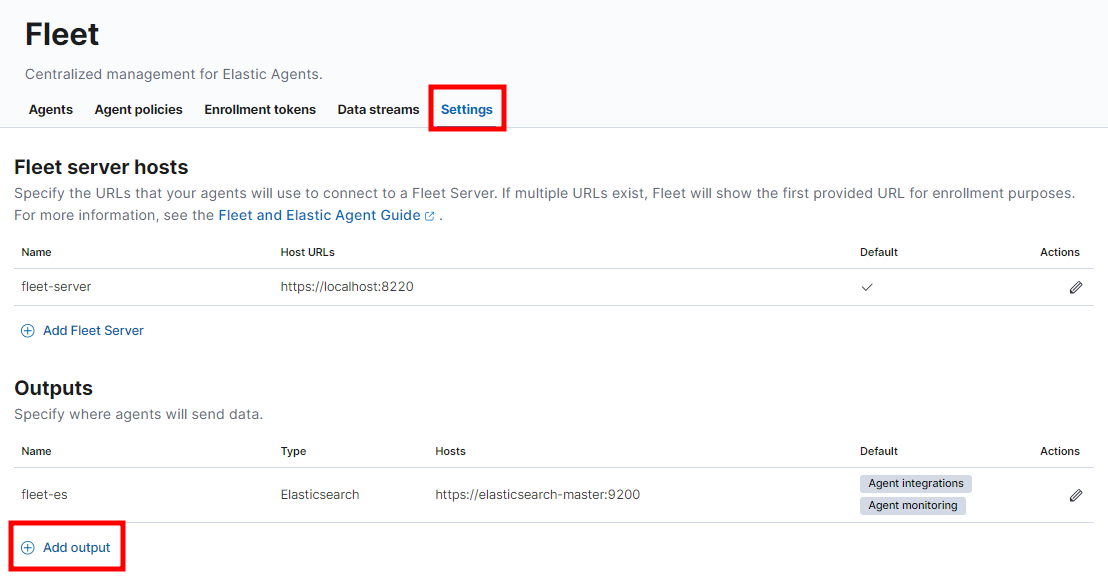 Fleet
Centralized management for Elastic Agents.
Agents Agent policies Enrollment tokens Data streams Settings
Fleet server hosts
Specify the URLs that your agents will use to connect to a Fleet Server. If multiple URLs exist, Fleet will show the first provided URL for enrollment purposes.
For more information, see the Fleet and Elastic Agent Guide .
Name Host URLs Default Actions
fleet-server https://localhost:8220
Add Fleet Server
Outputs
Specify where agents will send data.
Name Type Hosts Default Actions
fleet-es Elasticsearch https://elasticsearch-master:9200 Agent integrations
Agent monitoring
Add output